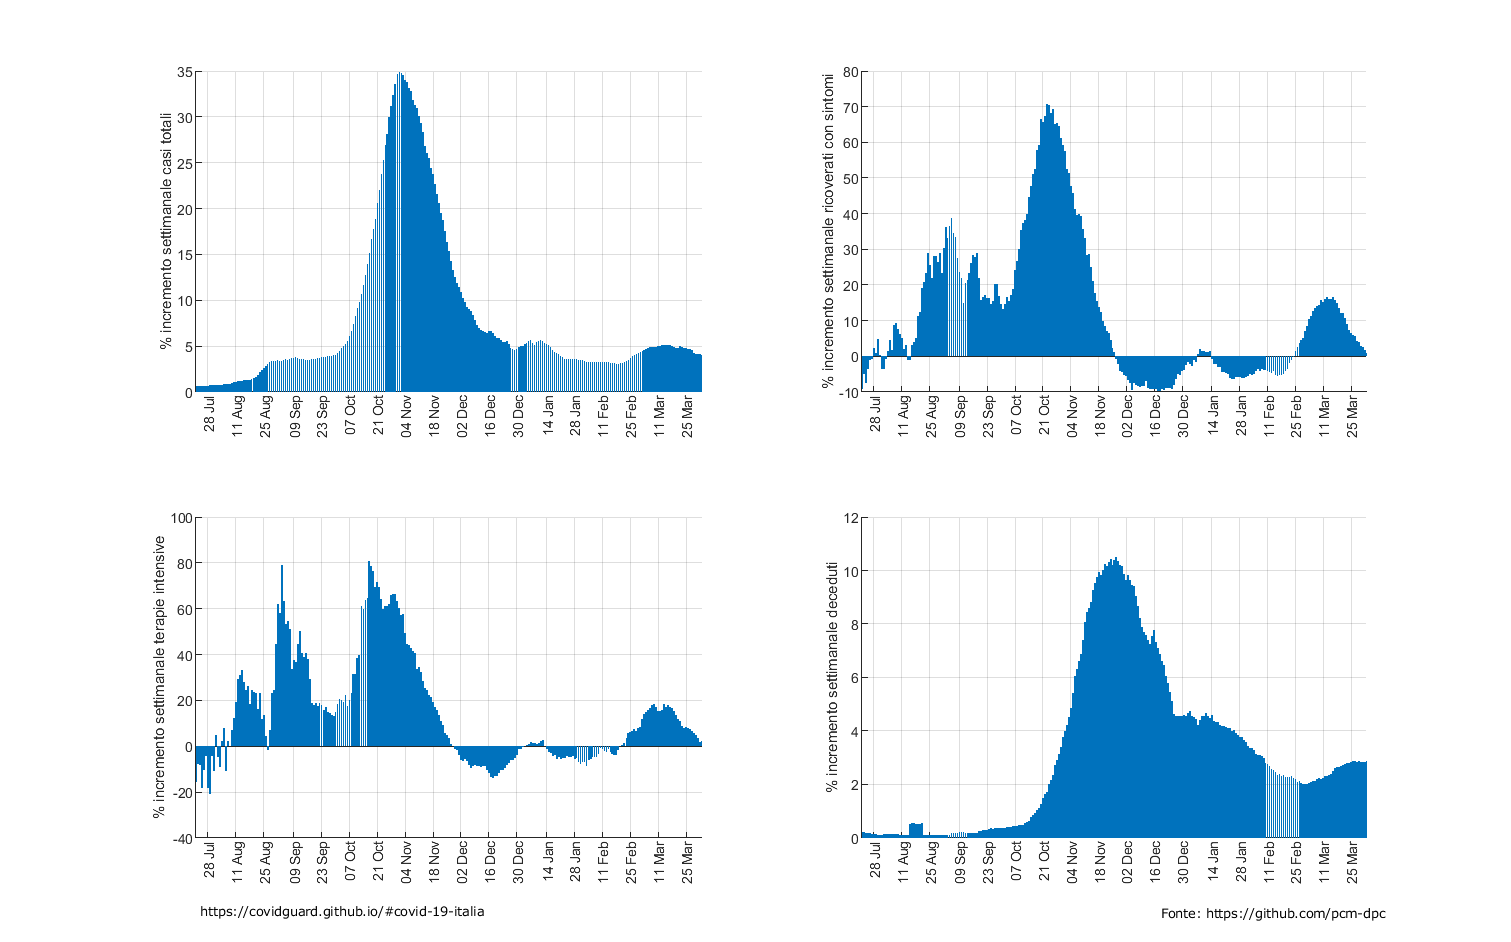 % incremento settimanale casi totali
35
30
25
20
15
10
5
0
28 Jul
11 Aug
25 Aug
09 Sep
23 Sep
07 Oct
21 Oct
04 Nov
18 Nov
02 Dec
16 Dec
30 Dec
14 Jan
28 Jan
11 Feb
25 Feb
11 Mar
25 Mar
% incremento settimanale ricoverati con sintomi
80
70
60
50
40
30
20
10
0
-10
28 Jul
11 Aug
25 Aug
09 Sep
23 Sep
07 Oct
21 Oct
04 Nov
18 Nov
02 Dec
16 Dec
30 Dec
14 Jan
28 Jan
11 Feb
25 Feb
11 Mar
25 Mar
% incremento settimanale terapie intensive
100
80
60
40
20
0
-20
-40
28 Jul
11 Aug
25 Aug
09 Sep
23 Sep
07 Oct
21 Oct
04 Nov
18 Nov
02 Dec
16 Dec
30 Dec
14 Jan
28 Jan
11 Feb
25 Feb
11 Mar
25 Mar
% incremento settimanale deceduti
12
10
8
6
4
2
0
28 Jul
11 Aug
25 Aug
09 Sep
23 Sep
07 Oct
21 Oct
04 Nov
18 Nov
02 Dec
16 Dec
30 Dec
14 Jan
28 Jan
11 Feb
25 Feb
11 Mar
25 Mar
https://covidguard.github.io/#covid-19-italia
Fonte: https://github.com/pcm-dpc